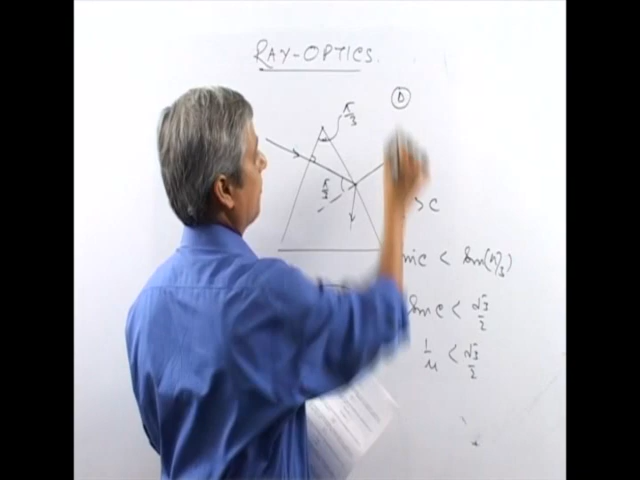 RAY-OPTICS.
D
π/3
π/3
> c
sin c < sin(π/3)
sin c < √3/2
1/μ < √3/2